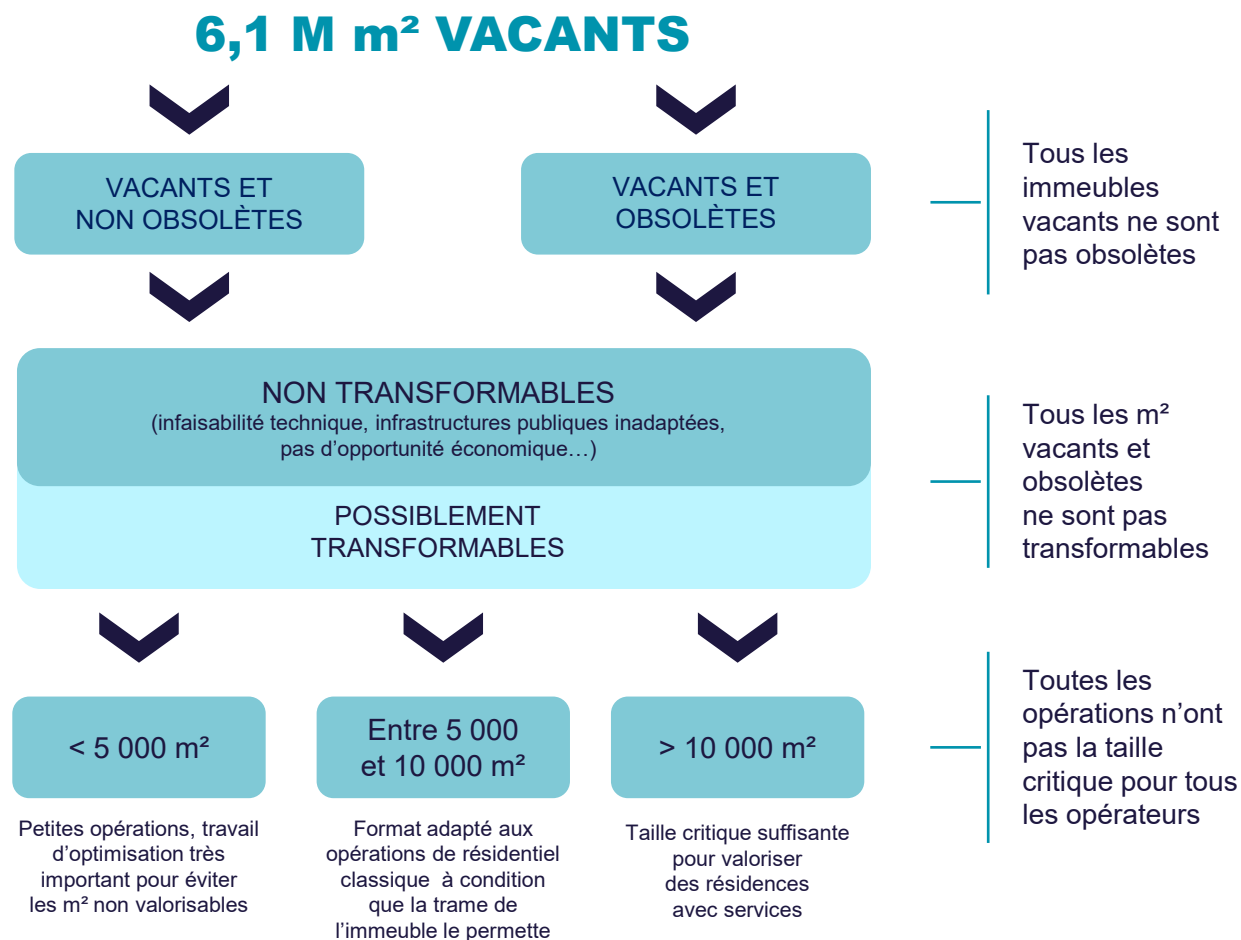 6,1 M m² VACANTS
VACANTS ET
NON OBSOLÈTES
VACANTS ET
OBSOLÈTES
Tous les
immeubles
vacants ne sont
pas obsolètes
NON TRANSFORMABLES
(infaisabilité technique, infrastructures publiques inadaptées,
pas d'opportunité économique…)
POSSIBLEMENT
TRANSFORMABLES
Tous les m²
vacants et
obsolètes
ne sont pas
transformables
< 5 000 m²
Petites opérations, travail
d'optimisation très
important pour éviter
les m² non valorisables
Entre 5 000
et 10 000 m²
Format adapté aux
opérations de résidentiel
classique à condition
que la trame de
l'immeuble le permette
> 10 000 m²
Taille critique suffisante
pour valoriser
des résidences
avec services
Toutes les
opérations n'ont
pas la taille
critique pour tous
les opérateurs